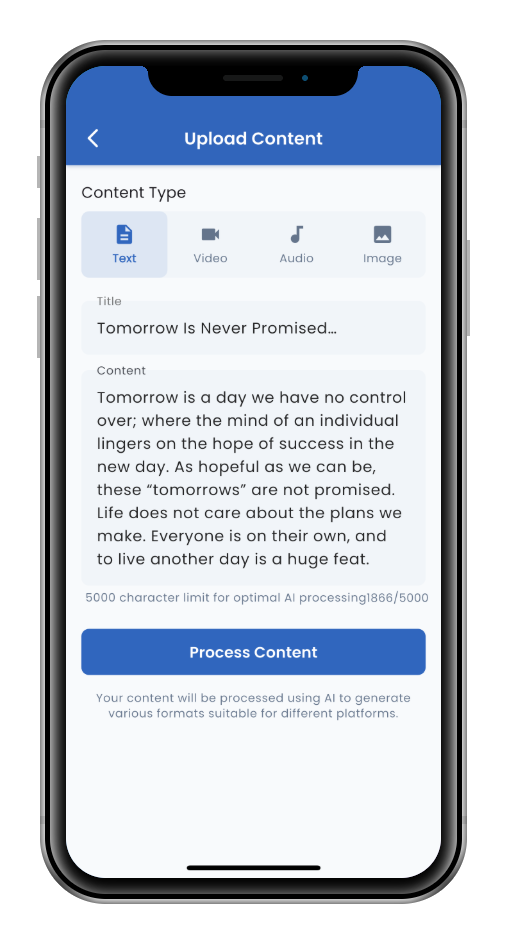 Upload Content
Content Type
Text
Video
Audio
Image
Title
Tomorrow Is Never Promised...
Content
Tomorrow is a day we have no control
over; where the mind of an individual
lingers on the hope of success in the
new day. As hopeful as we can be,
these “tomorrows” are not promised.
Life does not care about the plans we
make. Everyone is on their own, and
to live another day is a huge feat.
5000 character limit for optimal AI processing1866/5000
Process Content
Your content will be processed using AI to generate
various formats suitable for different platforms.